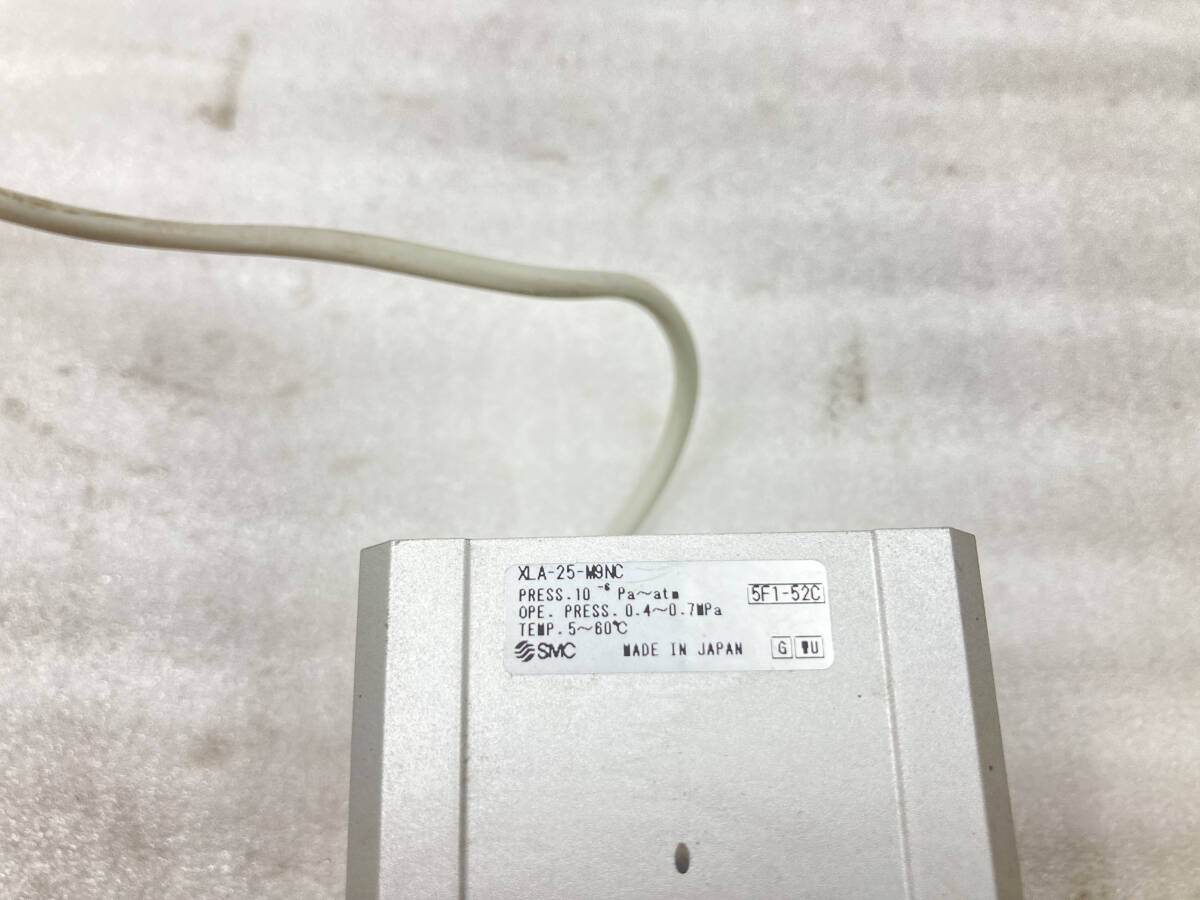 XLA-25-M9NC
PRESS.10⁻⁶ Pa~atm
5F1-52C
OPE. PRESS. 0.4~0.7MPa
TEMP. 5~60℃
SMC MADE IN JAPAN G U